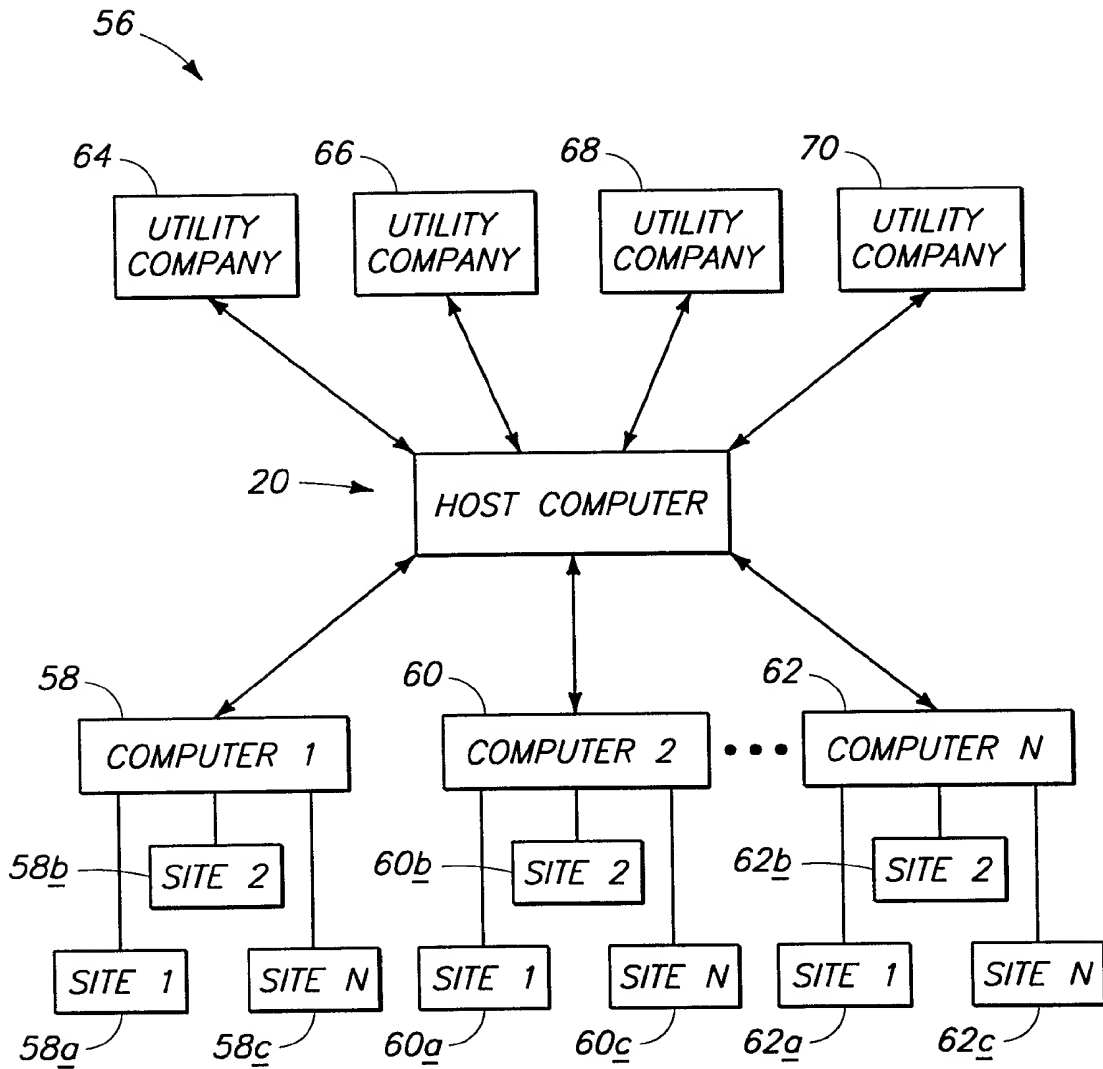 56
64
66
68
70
UTILITY
COMPANY
UTILITY
COMPANY
UTILITY
COMPANY
UTILITY
COMPANY
20
HOST COMPUTER
58
60
62
COMPUTER 1
COMPUTER 2
COMPUTER N
58b
SITE 2
60b
SITE 2
62b
SITE 2
SITE 1
SITE N
SITE 1
SITE N
SITE 1
SITE N
58a
58c
60a
60c
62a
62c